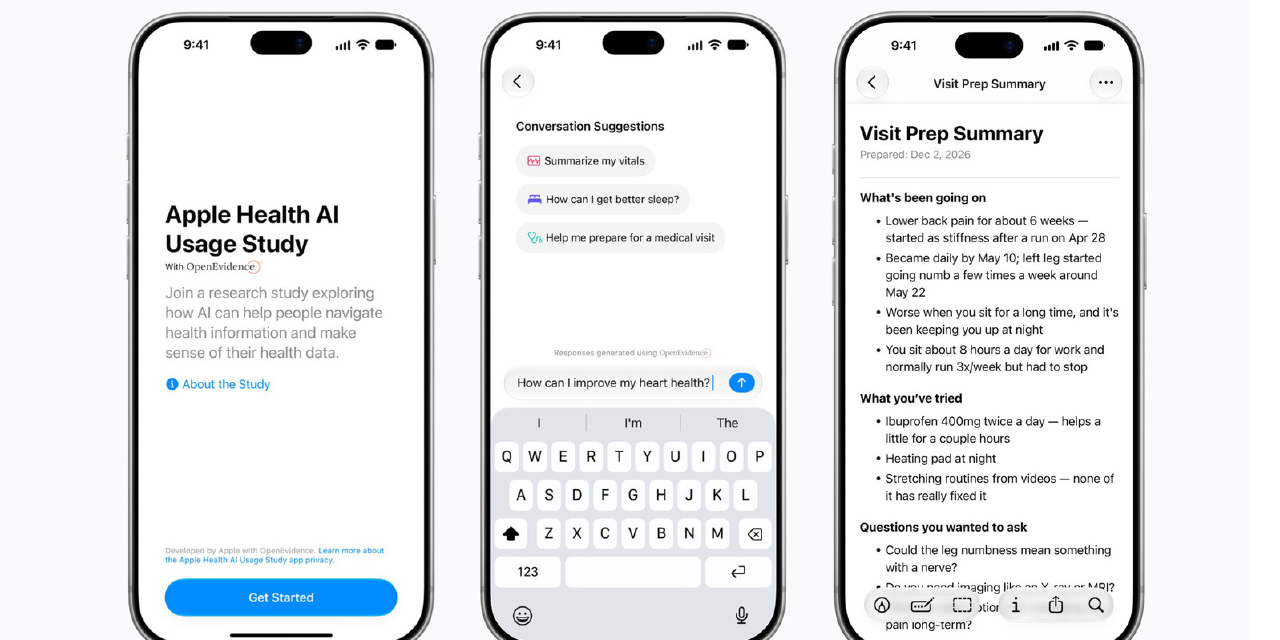 9:41
Apple Health AI
Usage Study
With OpenEvidence
Join a research study exploring
how AI can help people navigate
health information and make
sense of their health data.
About the Study
Developed by Apple with OpenEvidence. Learn more about
the Apple Health AI Usage Study app privacy.
Get Started
9:41
Conversation Suggestions
Summarize my vitals
How can I get better sleep?
Help me prepare for a medical visit
Responses generated using OpenEvidence
How can I improve my heart health?
I I'm The
Q W E R T Y U I O P
A S D F G H J K L
Z X C V B N M
123
9:41
Visit Prep Summary
Visit Prep Summary
Prepared: Dec 2, 2026
What's been going on
• Lower back pain for about 6 weeks —
started as stiffness after a run on Apr 28
• Became daily by May 10; left leg started
going numb a few times a week around
May 22
• Worse when you sit for a long time, and it's
been keeping you up at night
• You sit about 8 hours a day for work and
normally run 3x/week but had to stop
What you've tried
• Ibuprofen 400mg twice a day — helps a
little for a couple hours
• Heating pad at night
• Stretching routines from videos — none of
it has really fixed it
Questions you wanted to ask
• Could the leg numbness mean something
with a nerve?
• Do you need imaging like an X-ray or MRI?
pain long-term?